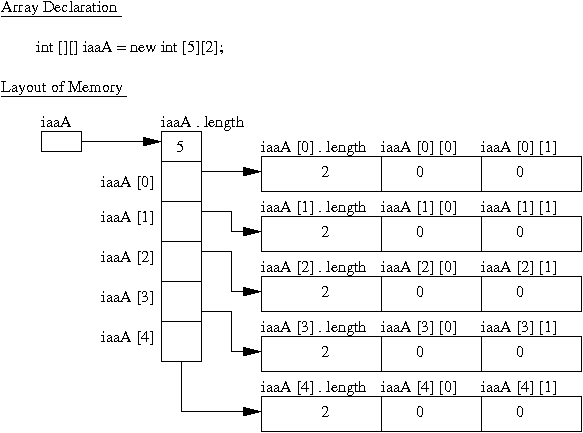 Array Declaration
int [][] iaaA = new int [5][2];
Layout of Memory
iaaA
iaaA . length
5
iaaA [0] . length iaaA [0] [0] iaaA [0] [1]
2 0 0
iaaA [0]
iaaA [1] . length iaaA [1] [0] iaaA [1] [1]
iaaA [1]
2 0 0
iaaA [2]
iaaA [2] . length iaaA [2] [0] iaaA [2] [1]
2 0 0
iaaA [3]
iaaA [3] . length iaaA [3] [0] iaaA [3] [1]
iaaA [4]
2 0 0
iaaA [4] . length iaaA [4] [0] iaaA [4] [1]
2 0 0